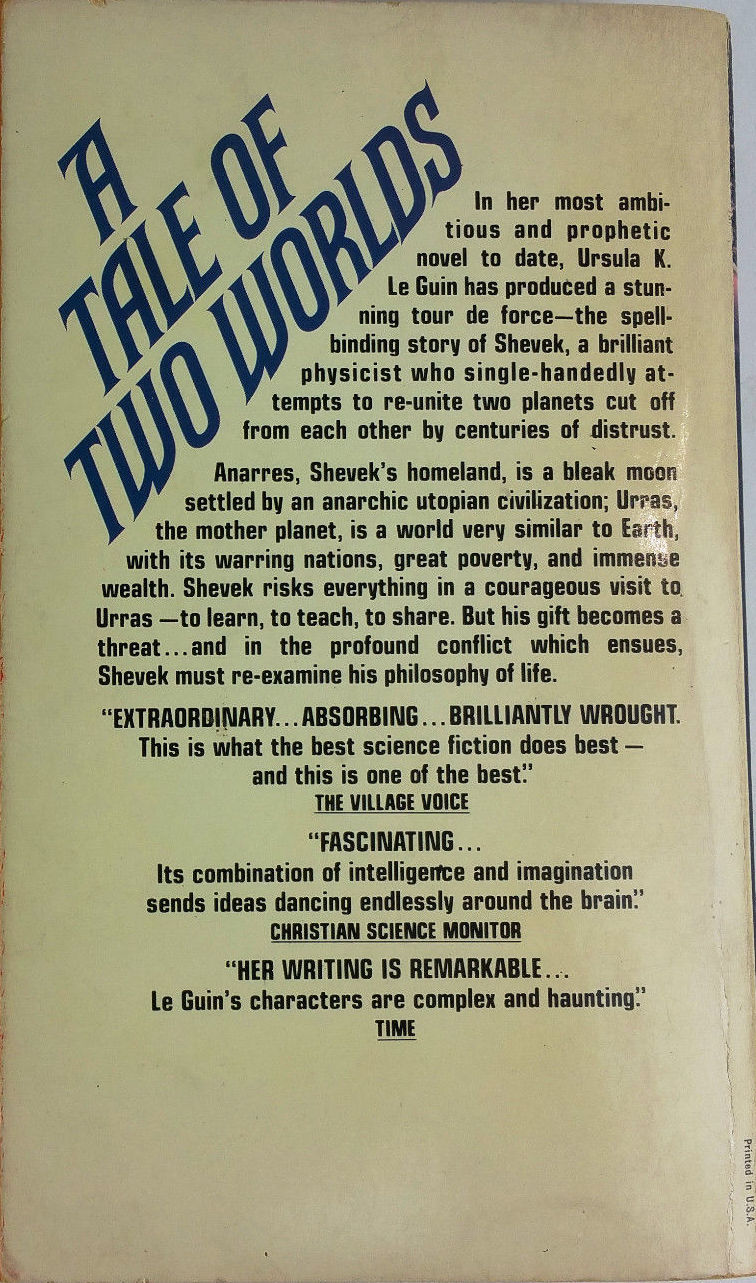 A
TALE OF
TWO WORLDS
In her most ambi-
tious and prophetic
novel to date, Ursula K.
Le Guin has produced a stun-
ning tour de force—the spell-
binding story of Shevek, a brilliant
physicist who single-handedly at-
tempts to re-unite two planets cut off
from each other by centuries of distrust.
Anarres, Shevek's homeland, is a bleak moon
settled by an anarchic utopian civilization; Urras,
the mother planet, is a world very similar to Earth,
with its warring nations, great poverty, and immense
wealth. Shevek risks everything in a courageous visit to
Urras —to learn, to teach, to share. But his gift becomes a
threat...and in the profound conflict which ensues,
Shevek must re-examine his philosophy of life.
“EXTRAORDINARY...ABSORBING...BRILLIANTLY WROUGHT.
This is what the best science fiction does best —
and this is one of the best.”
THE VILLAGE VOICE
“FASCINATING...
Its combination of intelligence and imagination
sends ideas dancing endlessly around the brain.”
CHRISTIAN SCIENCE MONITOR
“HER WRITING IS REMARKABLE...
Le Guin's characters are complex and haunting.”
TIME
Printed in U.S.A.